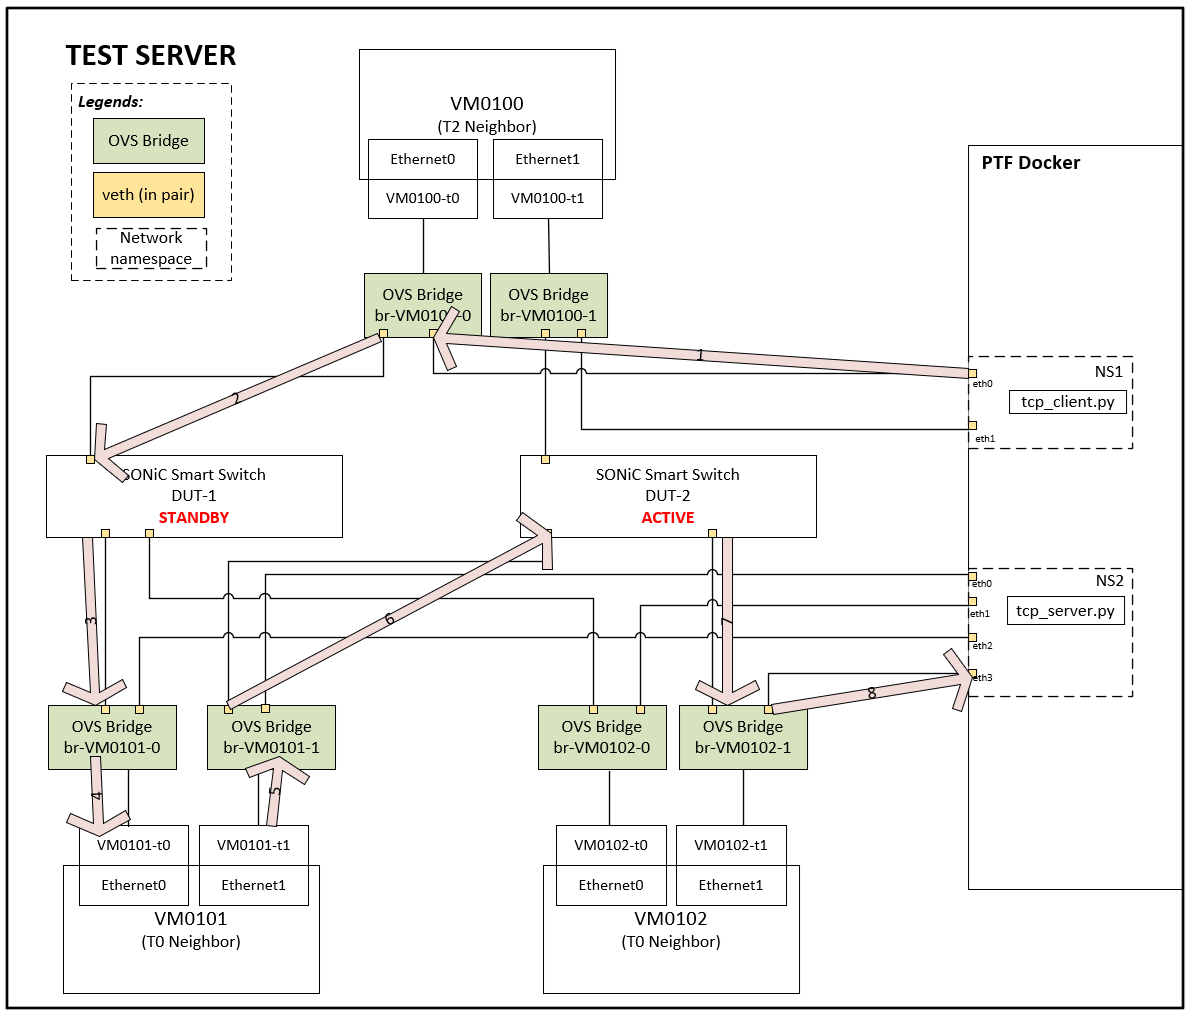 TEST SERVER
Legends:
OVS Bridge
veth (in pair)
Network
namespace
VM0100
(T2 Neighbor)
Ethernet0
Ethernet1
VM0100-t0
VM0100-t1
OVS Bridge
OVS Bridge
br-VM0100-1
PTF Docker
1
NS1
eth0
tcp_client.py
eth1
2
SONiC Smart Switch
DUT-1
STANDBY
SONiC Smart Switch
DUT-2
ACTIVE
NS2
eth0
tcp_server.py
eth1
eth2
eth3
3
6
7
8
OVS Bridge
br-VM0101-0
OVS Bridge
br-VM0101-1
OVS Bridge
br-VM0102-0
OVS Bridge
br-VM0102-1
4
5
VM0101-t0
VM0101-t1
Ethernet0
Ethernet1
VM0101
(T0 Neighbor)
VM0102-t0
VM0102-t1
Ethernet0
Ethernet1
VM0102
(T0 Neighbor)